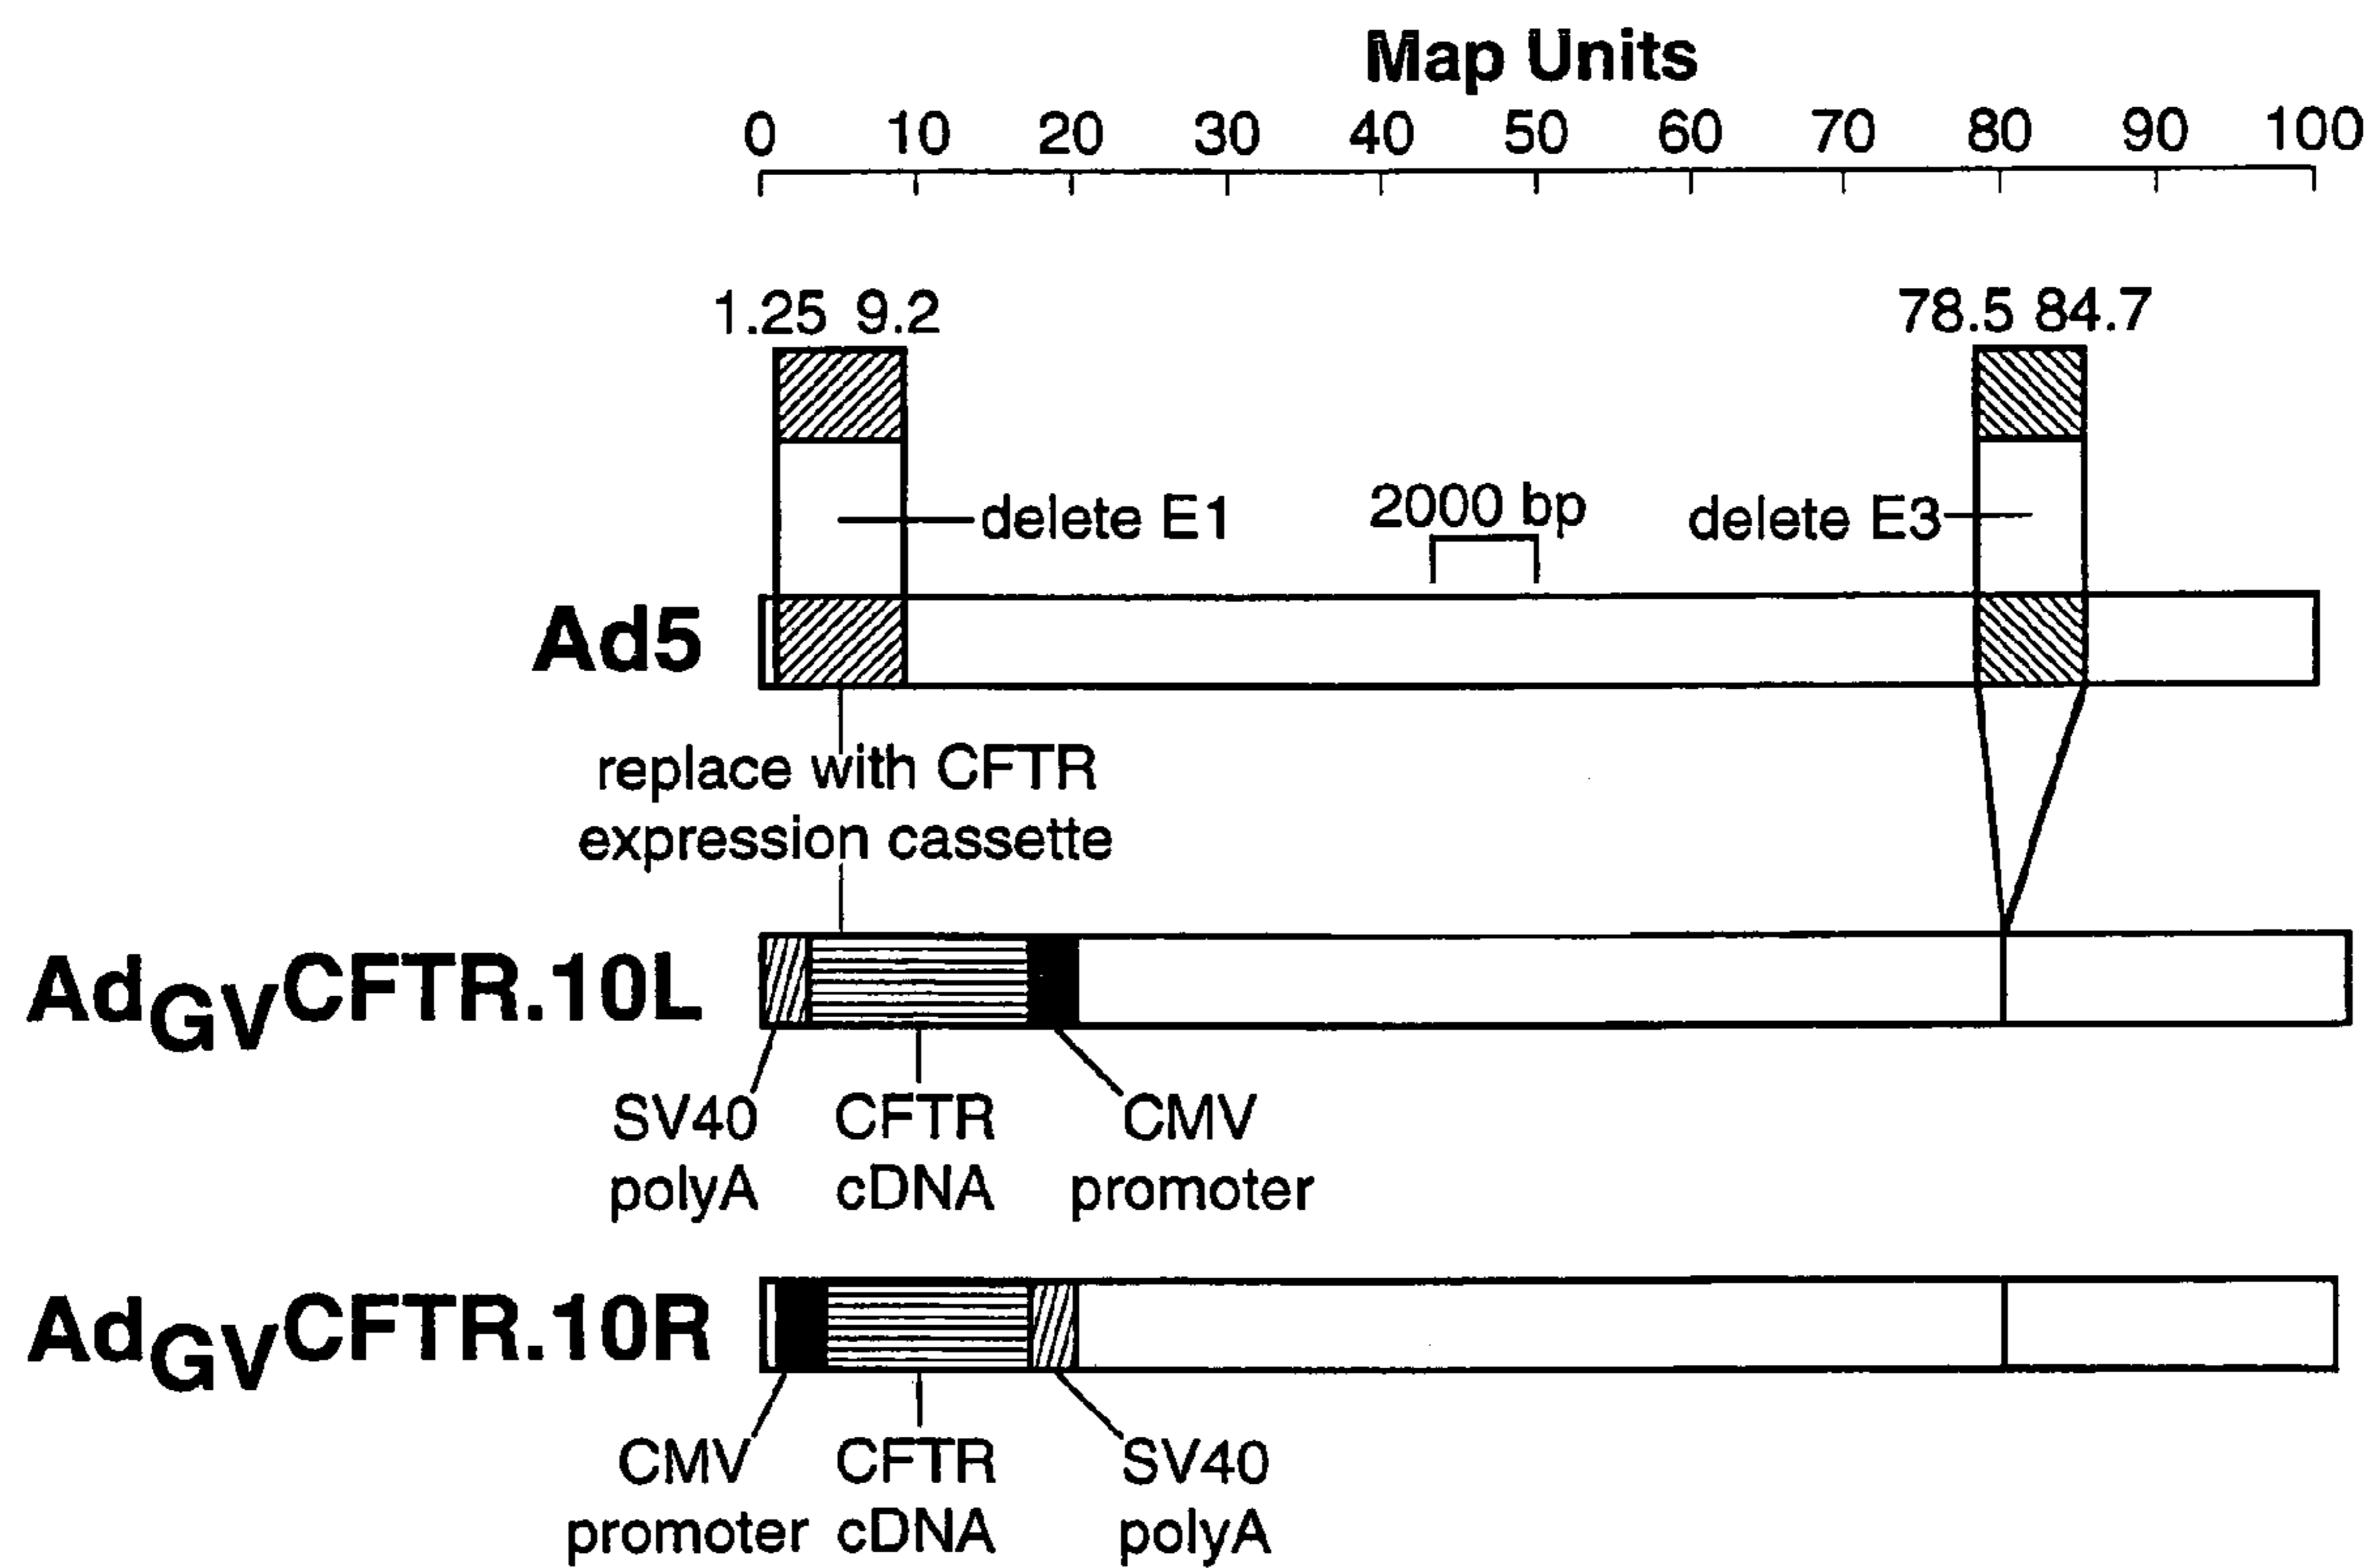 Map Units
0 10 20 30 40 50 60 70 80 90 100
1.25 9.2 78.5 84.7
delete E1 2000 bp delete E3
Ad5
replace with CFTR
expression cassette
AdGVCFTR.10L
SV40 CFTR CMV
polyA cDNA promoter
AdGVCFTR.10R
CMV CFTR SV40
promoter cDNA polyA